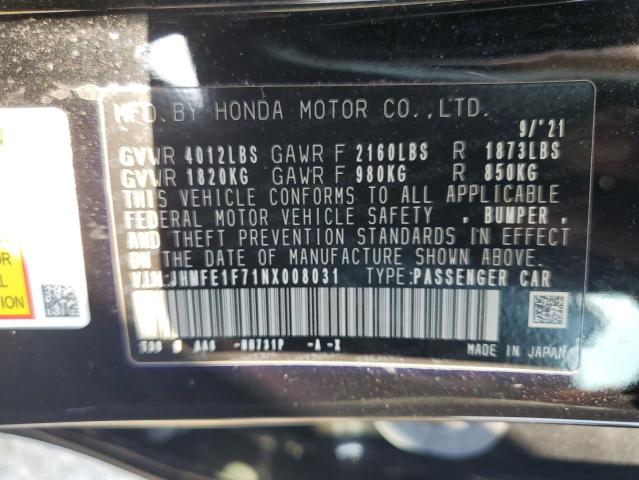 MFD. BY HONDA MOTOR CO.,LTD.
9/'21
GVWR 4012LBS GAWR F 2160LBS R 1873LBS
GVWR 1820KG GAWR F 980KG R 850KG
THIS VEHICLE CONFORMS TO ALL APPLICABLE
FEDERAL MOTOR VEHICLE SAFETY , BUMPER ,
AND THEFT PREVENTION STANDARDS IN EFFECT
ON THE DATE OF MANUFACTURE SHOWN ABOVE.
V.I.N:JHMFE1F71NX008031 TYPE:PASSENGER CAR
-NH731P -A -X
MADE IN JAPAN